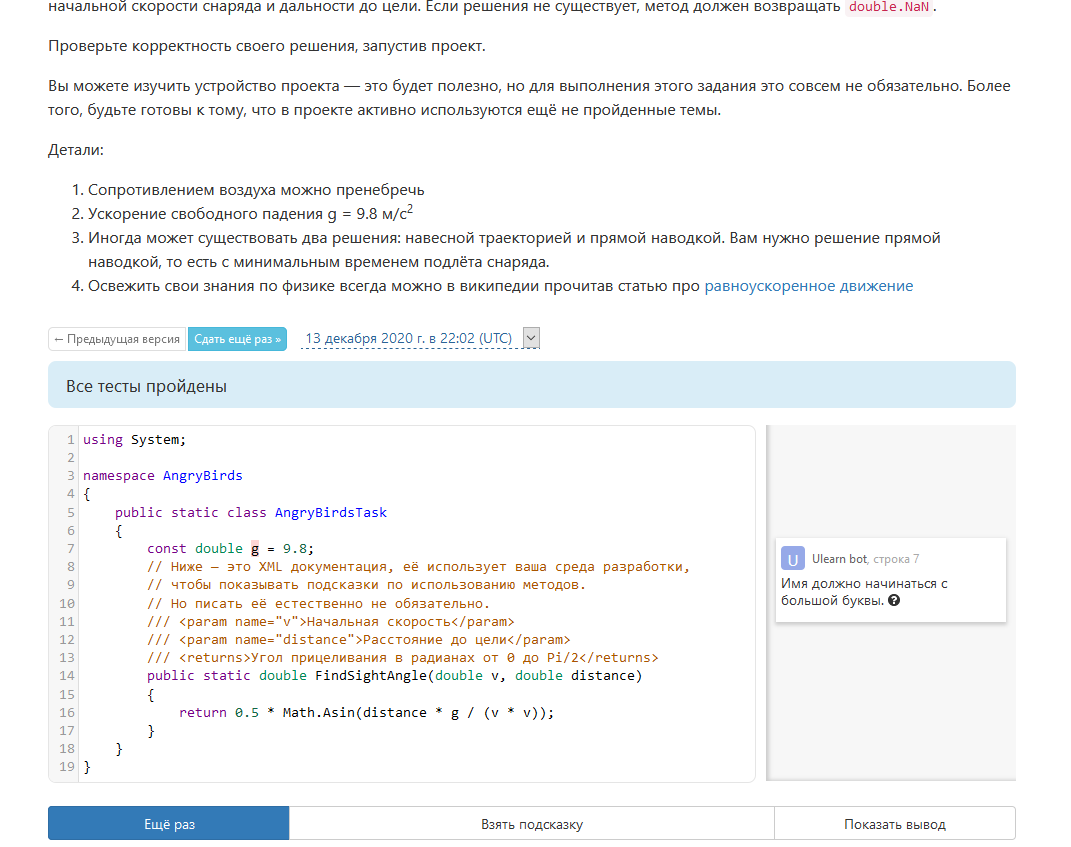 начальной скорости снаряда и дальности до цели. Если решения не существует, метод должен возвращать double.NaN.
Проверьте корректность своего решения, запустив проект.
Вы можете изучить устройство проекта — это будет полезно, но для выполнения этого задания это совсем не обязательно. Более
того, будьте готовы к тому, что в проекте активно используются ещё не пройденные темы.
Детали:
1. Сопротивлением воздуха можно пренебречь
2. Ускорение свободного падения g = 9.8 м/с²
3. Иногда может существовать два решения: навесной траекторией и прямой наводкой. Вам нужно решение прямой
наводкой, то есть с минимальным временем подлёта снаряда.
4. Освежить свои знания по физике всегда можно в википедии прочитав статью про равноускоренное движение
← Предыдущая версия Сдать ещё раз » 13 декабря 2020 г. в 22:02 (UTC)
Все тесты пройдены
1 using System;
2
3 namespace AngryBirds
4 {
5 public static class AngryBirdsTask
6 {
7 const double g = 9.8;
8 // Ниже — это XML документация, её использует ваша среда разработки,
9 // чтобы показывать подсказки по использованию методов.
10 // Но писать её естественно не обязательно.
11 /// <param name="v">Начальная скорость</param>
12 /// <param name="distance">Расстояние до цели</param>
13 /// <returns>Угол прицеливания в радианах от 0 до Pi/2</returns>
14 public static double FindSightAngle(double v, double distance)
15 {
16 return 0.5 * Math.Asin(distance * g / (v * v));
17 }
18 }
19 }
U Ulearn bot, строка 7
Имя должно начинаться с
большой буквы. ?
Ещё раз Взять подсказку Показать вывод